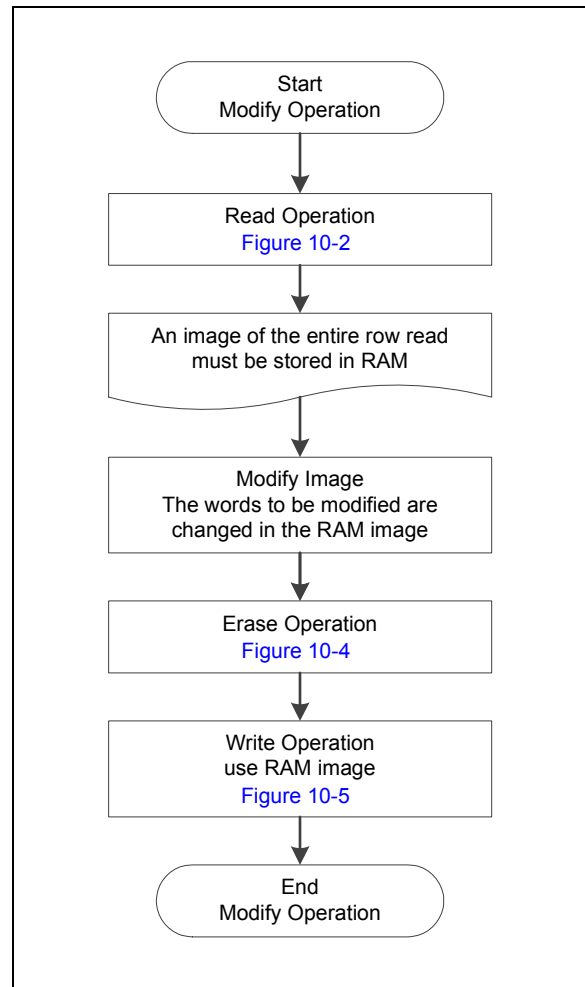 Start
Modify Operation
Read Operation
Figure 10-2
An image of the entire row read
must be stored in RAM
Modify Image
The words to be modified are
changed in the RAM image
Erase Operation
Figure 10-4
Write Operation
use RAM image
Figure 10-5
End
Modify Operation